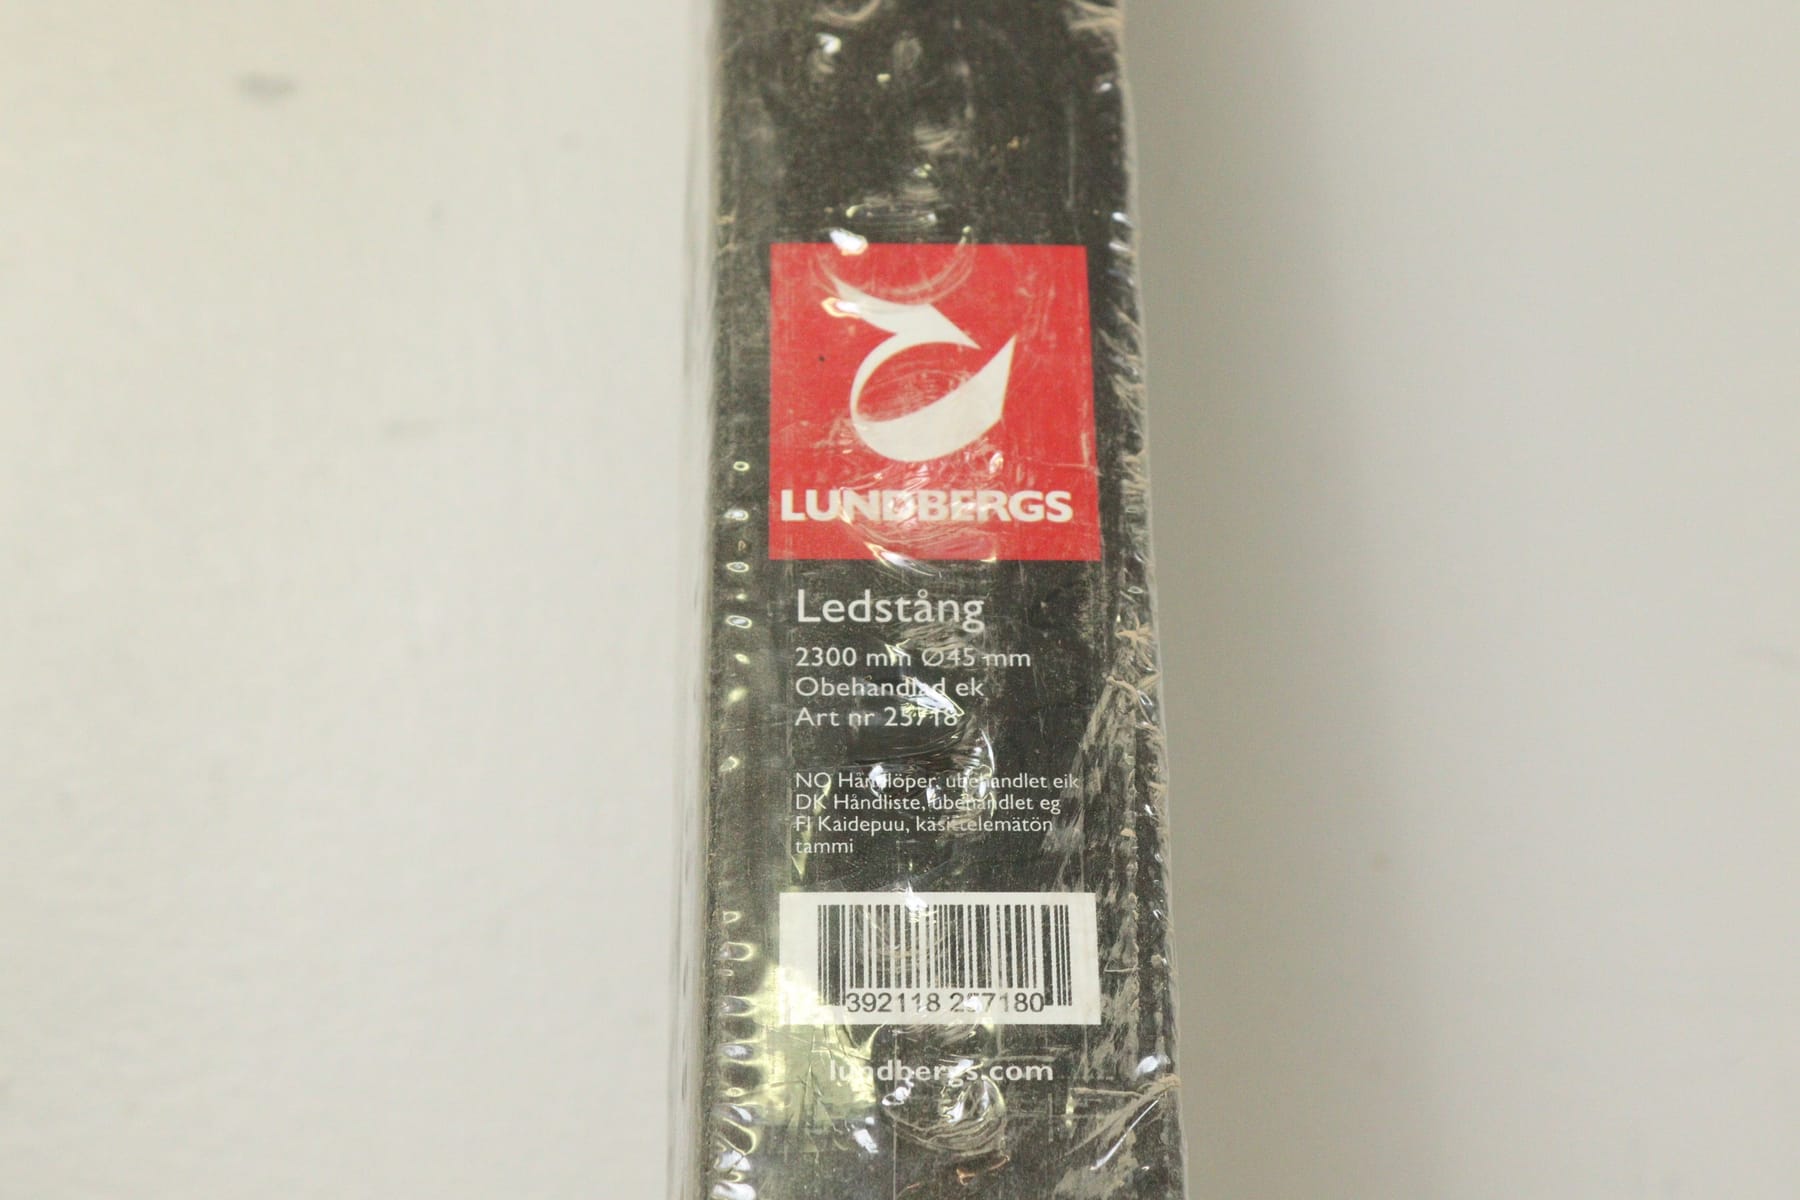 LUNDBERGS
Ledstång
2300 mm Ø45 mm
Obehandlad ek
Art nr 25718
NO Håndlöper, ubehandlet eik
DK Håndliste, ubehandlet eg
FI Kaidepuu, käsittelemätön
tammi
392118 257180
lundbergs.com